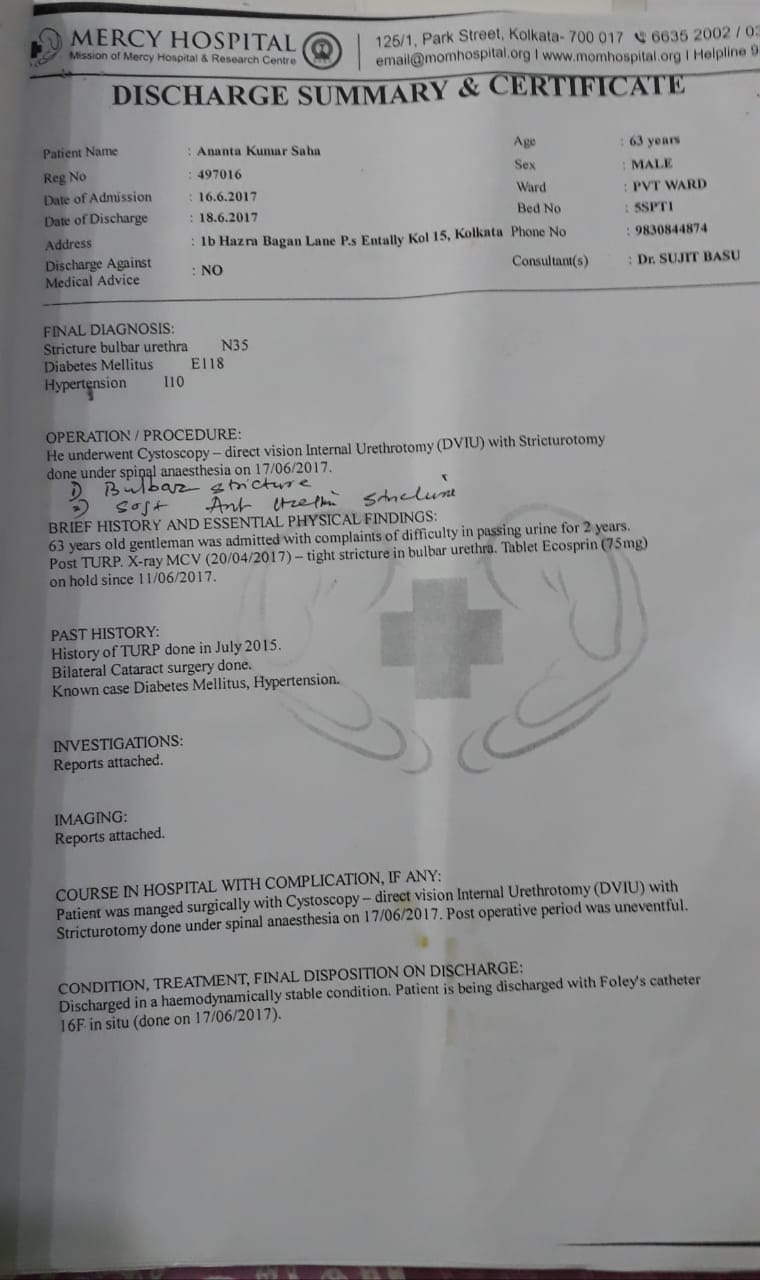 MERCY HOSPITAL
Mission of Mercy Hospital & Research Centre
125/1, Park Street, Kolkata- 700 017 6635 2002 / 03
email@momhospital.org I www.momhospital.org I Helpline 9
DISCHARGE SUMMARY & CERTIFICATE
Patient Name : Ananta Kumar Saha Age : 63 years
Reg No : 497016 Sex : MALE
Date of Admission : 16.6.2017 Ward : PVT WARD
Date of Discharge : 18.6.2017 Bed No : 5SPT1
Address : 1b Hazra Bagan Lane P.s Entally Kol 15, Kolkata Phone No : 9830844874
Discharge Against : NO Consultant(s) : Dr. SUJIT BASU
Medical Advice
FINAL DIAGNOSIS:
Stricture bulbar urethra N35
Diabetes Mellitus E118
Hypertension I10
OPERATION / PROCEDURE:
He underwent Cystoscopy – direct vision Internal Urethrotomy (DVIU) with Stricturotomy
done under spinal anaesthesia on 17/06/2017.
1) Bulbar stricture
2) Soft Ant stricture
BRIEF HISTORY AND ESSENTIAL PHYSICAL FINDINGS:
63 years old gentleman was admitted with complaints of difficulty in passing urine for 2 years.
Post TURP. X-ray MCV (20/04/2017) – tight stricture in bulbar urethra. Tablet Ecosprin (75mg)
on hold since 11/06/2017.
PAST HISTORY:
History of TURP done in July 2015.
Bilateral Cataract surgery done.
Known case Diabetes Mellitus, Hypertension.
INVESTIGATIONS:
Reports attached.
IMAGING:
Reports attached.
COURSE IN HOSPITAL WITH COMPLICATION, IF ANY:
Patient was manged surgically with Cystoscopy – direct vision Internal Urethrotomy (DVIU) with
Stricturotomy done under spinal anaesthesia on 17/06/2017. Post operative period was uneventful.
CONDITION, TREATMENT, FINAL DISPOSITION ON DISCHARGE:
Discharged in a haemodynamically stable condition. Patient is being discharged with Foley's catheter
16F in situ (done on 17/06/2017).